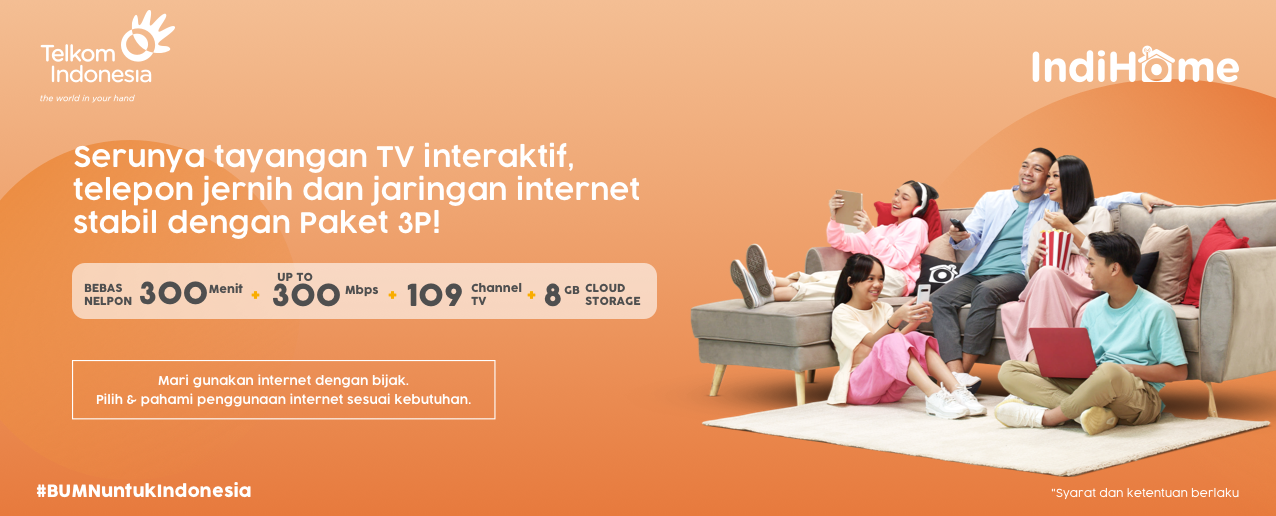 Telkom
Indonesia
the world in your hand
IndiHome
Serunya tayangan TV interaktif,
telepon jernih dan jaringan internet
stabil dengan Paket 3P!
BEBAS NELPON 300 Menit + UP TO 300 Mbps + 109 Channel TV + 8 GB CLOUD STORAGE
Mari gunakan internet dengan bijak.
Pilih & pahami penggunaan internet sesuai kebutuhan.
#BUMNuntukIndonesia
"Syarat dan ketentuan berlaku